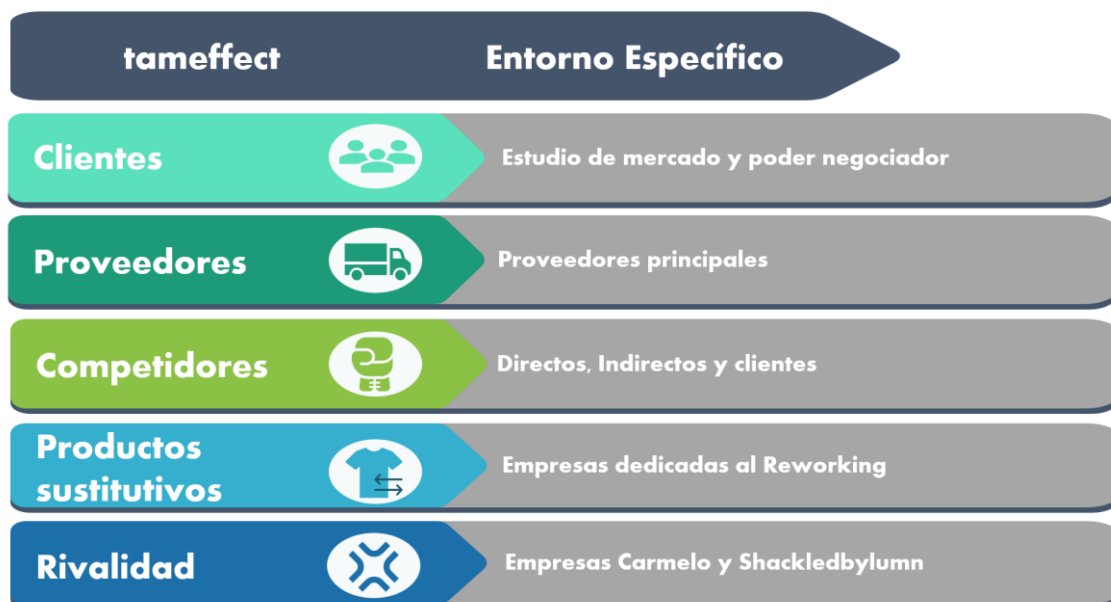 tameffect
Entorno Específico
Clientes
Estudio de mercado y poder negociador
Proveedores
Proveedores principales
Competidores
Directos, Indirectos y clientes
Productos
sustitutivos
Empresas dedicadas al Reworking
Rivalidad
Empresas Carmelo y Shackledbylumn